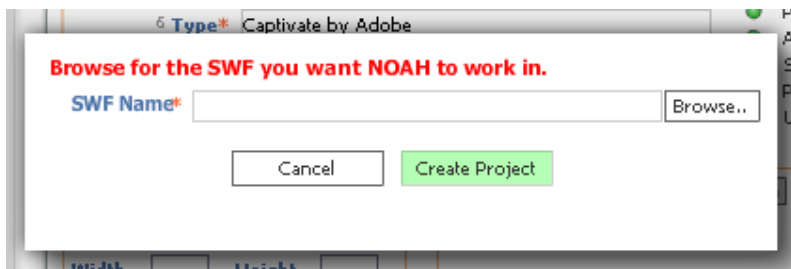 6 Type* Captivate by Adobe
Browse for the SWF you want NOAH to work in.
SWF Name*
Browse..
Cancel Create Project
Width Height